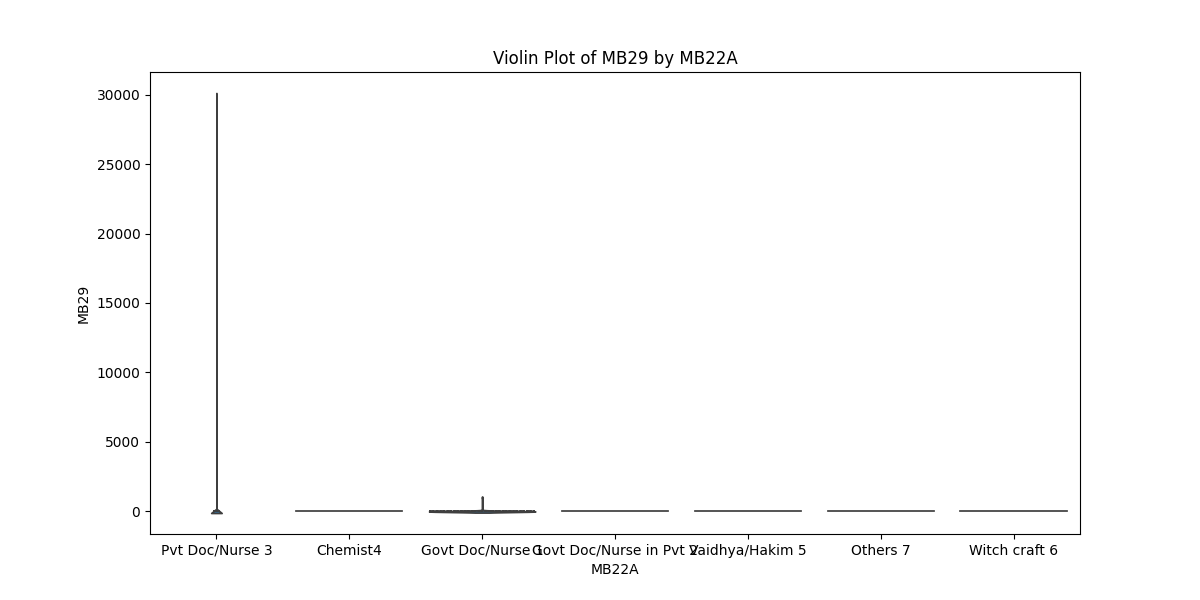 Violin Plot of MB29 by MB22A
30000
25000
20000
15000
10000
5000
0
MB29
Pvt Doc/Nurse 3 Chemist4 Govt Doc/Nurse 1 Govt Doc/Nurse in Pvt 2 Vaidhya/Hakim 5 Others 7 Witch craft 6
MB22A